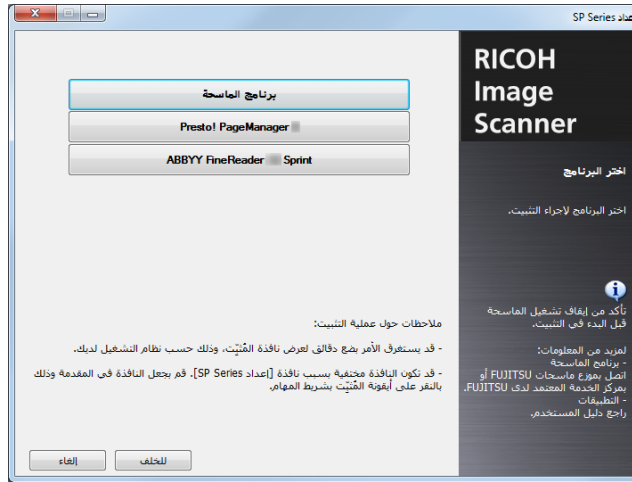 إعداد SP Series
RICOH
Image
Scanner
اختر البرنامج
اختر البرنامج لإجراء التثبيت.
تأكد من إيقاف تشغيل الماسحة
قبل البدء في التثبيت.
لمزيد من المعلومات:
- برنامج الماسحة
اتصل بموزع ماسحات FUJITSU أو
بمركز الخدمة المعتمد لدى FUJITSU.
- التطبيقات
راجع دليل المستخدم.
برنامج الماسحة
Presto! PageManager
ABBYY FineReader Sprint
ملاحظات حول عملية التثبيت:
- قد يستغرق الأمر بضع دقائق لعرض نافذة المُثبِّت، وذلك حسب نظام التشغيل لديك.
- قد تكون النافذة مختفية بسبب نافذة [إعداد SP Series]. قم بجعل النافذة في المقدمة وذلك
بالنقر على أيقونة المُثبِّت بشريط المهام.
للخلف
إلغاء